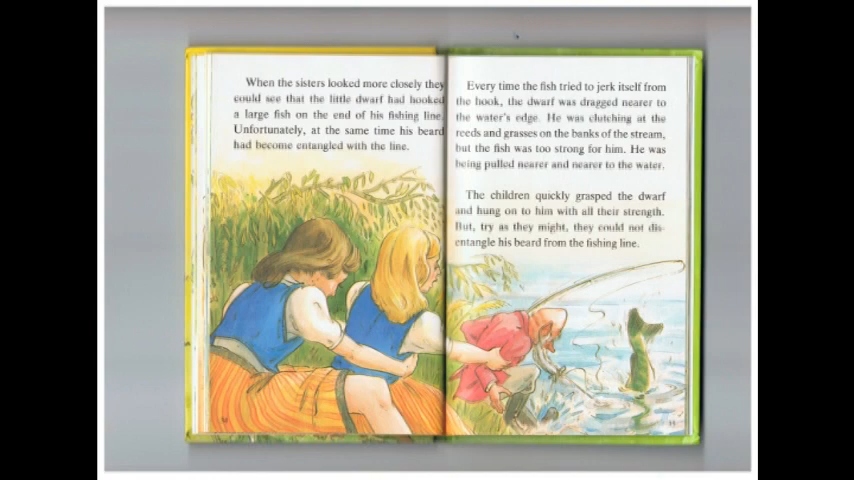 When the sisters looked more closely they
could see that the little dwarf had hooked
a large fish on the end of his fishing line.
Unfortunately, at the same time his beard
had become entangled with the line.
Every time the fish tried to jerk itself from
the hook, the dwarf was dragged nearer to
the water's edge. He was clutching at the
reeds and grasses on the banks of the stream,
but the fish was too strong for him. He was
being pulled nearer and nearer to the water.
The children quickly grasped the dwarf
and hung on to him with all their strength.
But, try as they might, they could not dis-
entangle his beard from the fishing line.